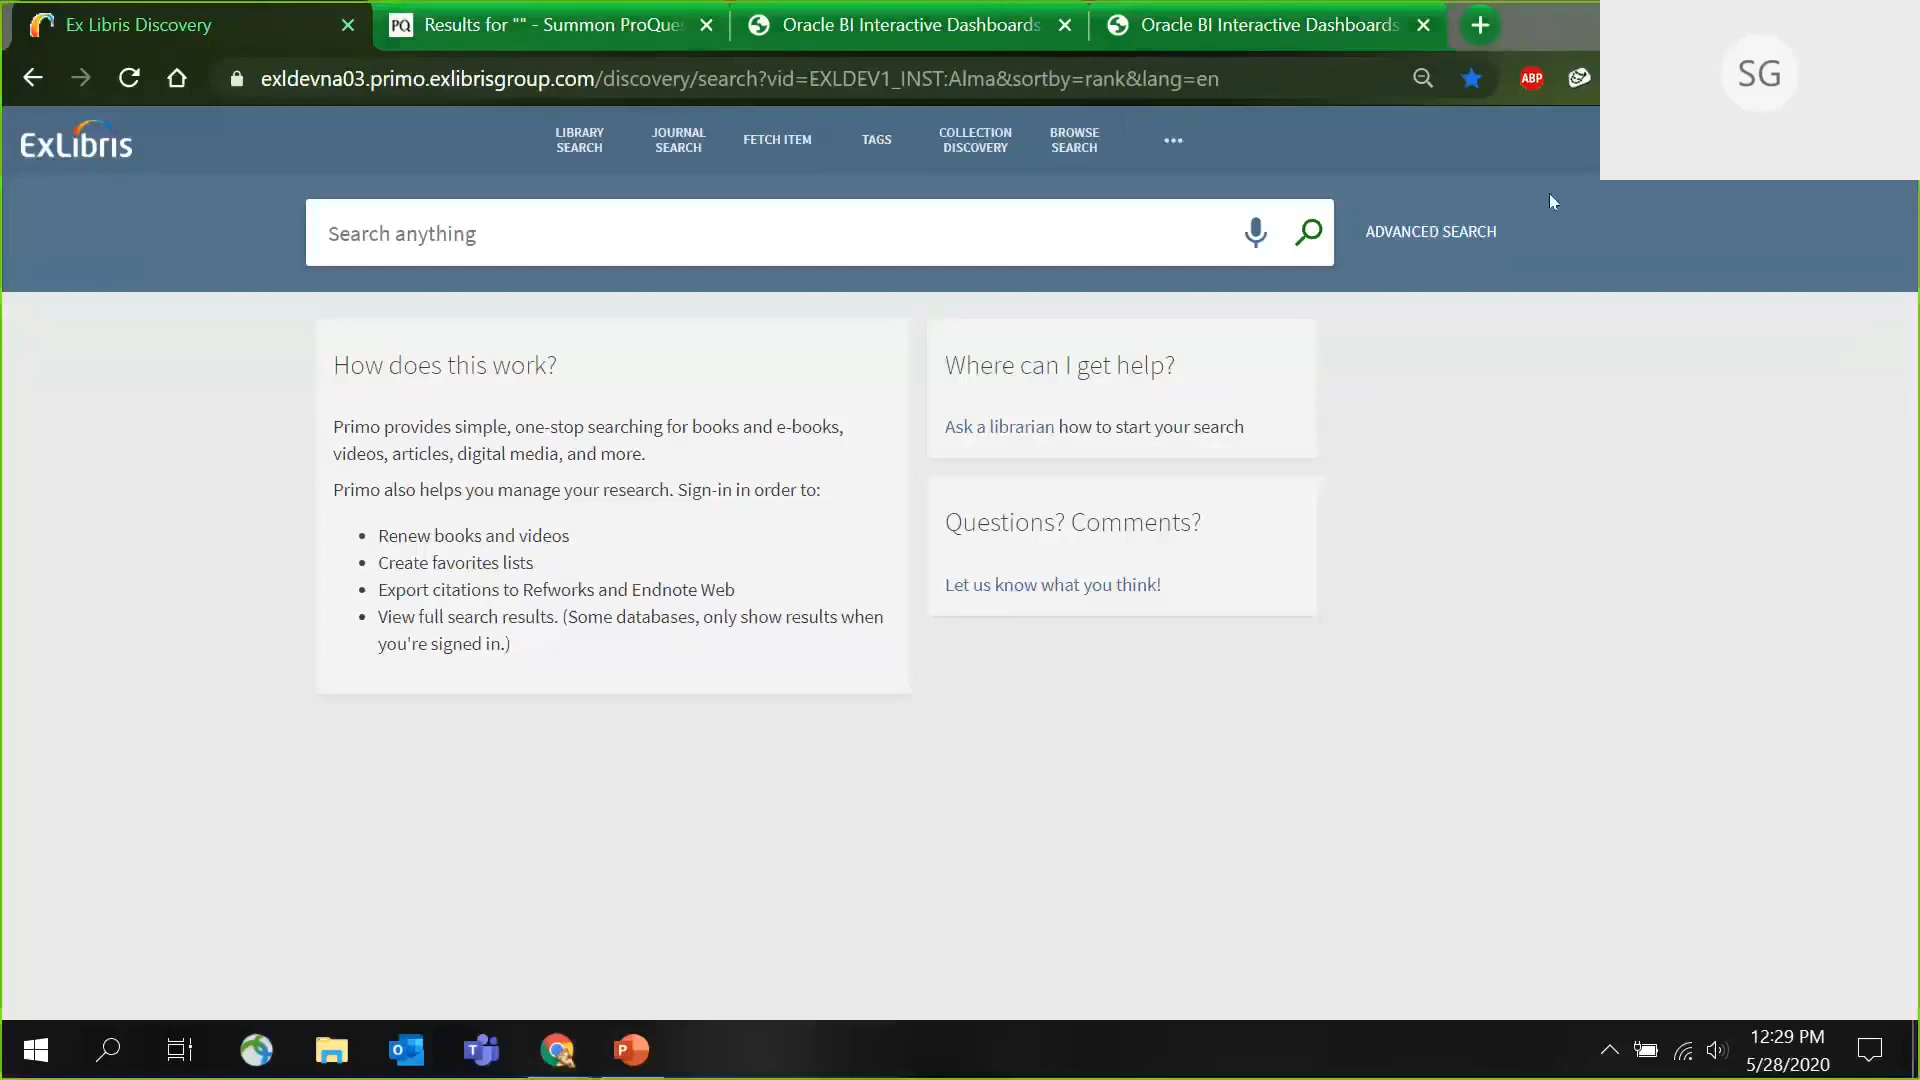 Ex Libris Discovery
PQ Results for "" - Summon ProQues
Oracle BI Interactive Dashboards
Oracle BI Interactive Dashboards
exldevna03.primo.exlibrisgroup.com/discovery/search?vid=EXLDEV1_INST:Alma&sortby=rank&lang=en
ABP
SG
ExLibris
LIBRARY
SEARCH
JOURNAL
SEARCH
FETCH ITEM
TAGS
COLLECTION
DISCOVERY
BROWSE
SEARCH
Search anything
ADVANCED SEARCH
How does this work?
Primo provides simple, one-stop searching for books and e-books,
videos, articles, digital media, and more.
Primo also helps you manage your research. Sign-in in order to:
Renew books and videos
Create favorites lists
Export citations to Refworks and Endnote Web
View full search results. (Some databases, only show results when
you're signed in.)
Where can I get help?
Ask a librarian how to start your search
Questions? Comments?
Let us know what you think!
12:29 PM
5/28/2020